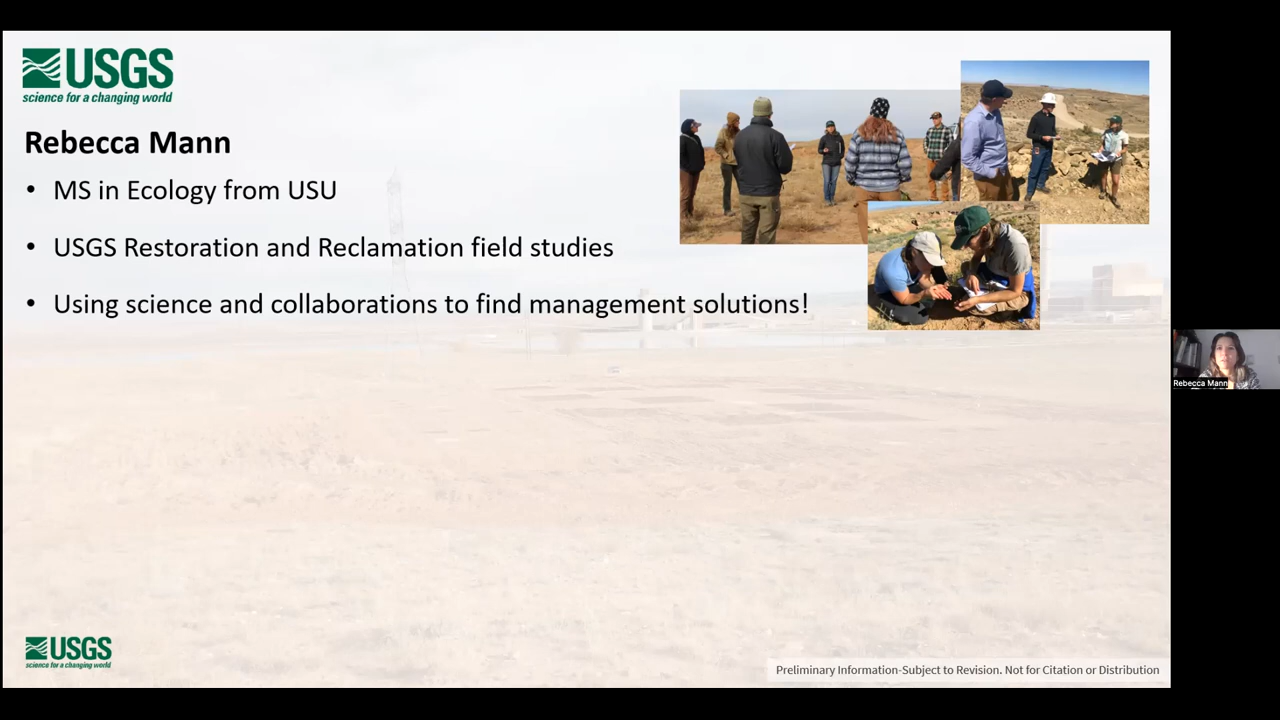 USGS
science for a changing world
Rebecca Mann
• MS in Ecology from USU
• USGS Restoration and Reclamation field studies
• Using science and collaborations to find management solutions!
Rebecca Mann
USGS
science for a changing world
Preliminary Information-Subject to Revision. Not for Citation or Distribution